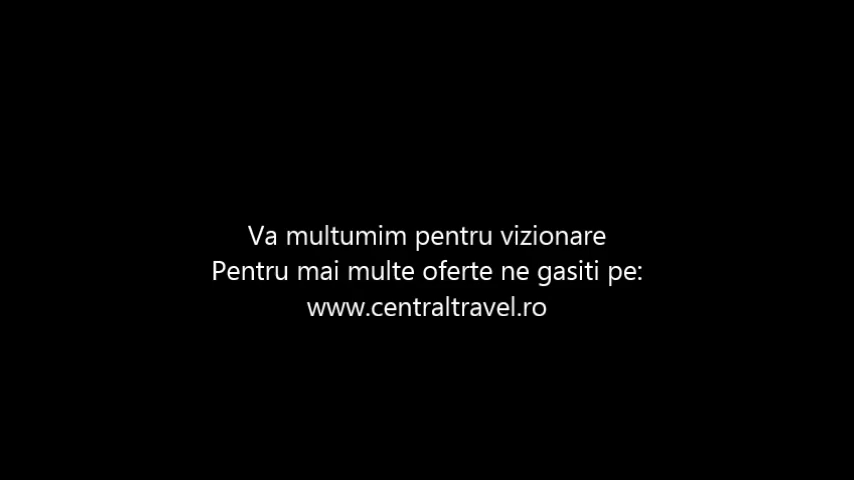 Va multumim pentru vizionare
Pentru mai multe oferte ne gasiti pe:
www.centraltravel.ro